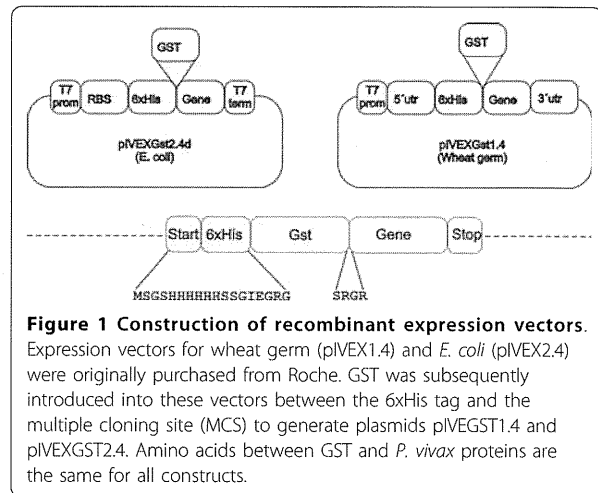 GST
GST
T7 prom RBS 6xHis Gene T7 term
T7 prom 5´utr 6xHis Gene 3´utr
pIVEXGst2.4d
(E. coli)
pIVEXGst1.4
(Wheat germ)
Start 6xHis Gst Gene Stop
MSGSHHHHHHSSGIEGRG SRGR
Figure 1 Construction of recombinant expression vectors.
Expression vectors for wheat germ (pIVEX1.4) and E. coli (pIVEX2.4)
were originally purchased from Roche. GST was subsequently
introduced into these vectors between the 6xHis tag and the
multiple cloning site (MCS) to generate plasmids pIVEGST1.4 and
pIVEXGST2.4. Amino acids between GST and P. vivax proteins are
the same for all constructs.